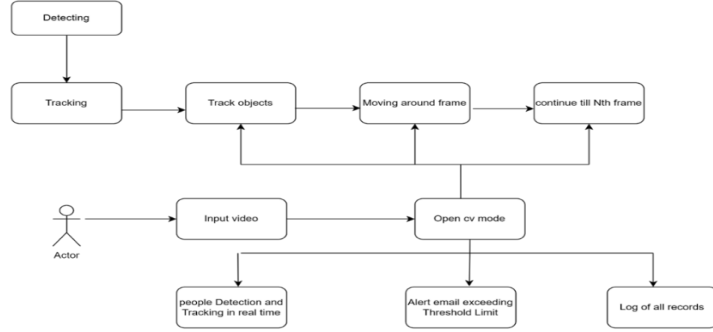 Detecting
Tracking
Track objects
Moving around frame
continue till Nth frame
Input video
Open cv mode
Actor
people Detection and
Tracking in real time
Alert email exceeding
Threshold Limit
Log of all records